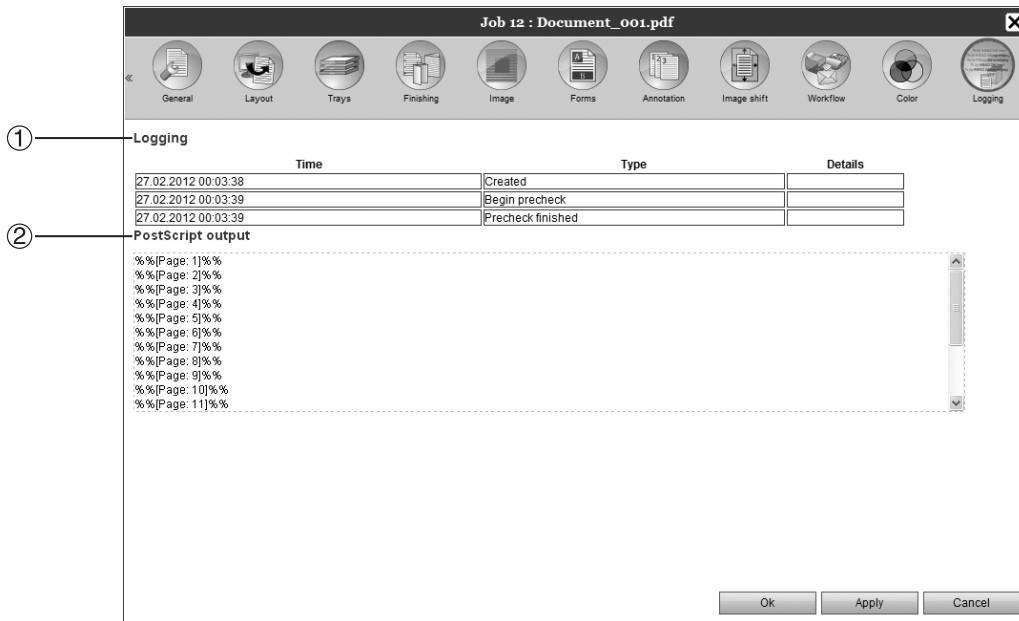 Job 12 : Document_001.pdf
«
General Layout Trays Finishing Image Forms Annotation Image shift Workflow Color Logging
① Logging
Time Type Details
27.02.2012 00:03:38 Created
27.02.2012 00:03:39 Begin precheck
27.02.2012 00:03:39 Precheck finished
② PostScript output
%%[Page: 1]%%
%%[Page: 2]%%
%%[Page: 3]%%
%%[Page: 4]%%
%%[Page: 5]%%
%%[Page: 6]%%
%%[Page: 7]%%
%%[Page: 8]%%
%%[Page: 9]%%
%%[Page: 10]%%
%%[Page: 11]%%
Ok Apply Cancel